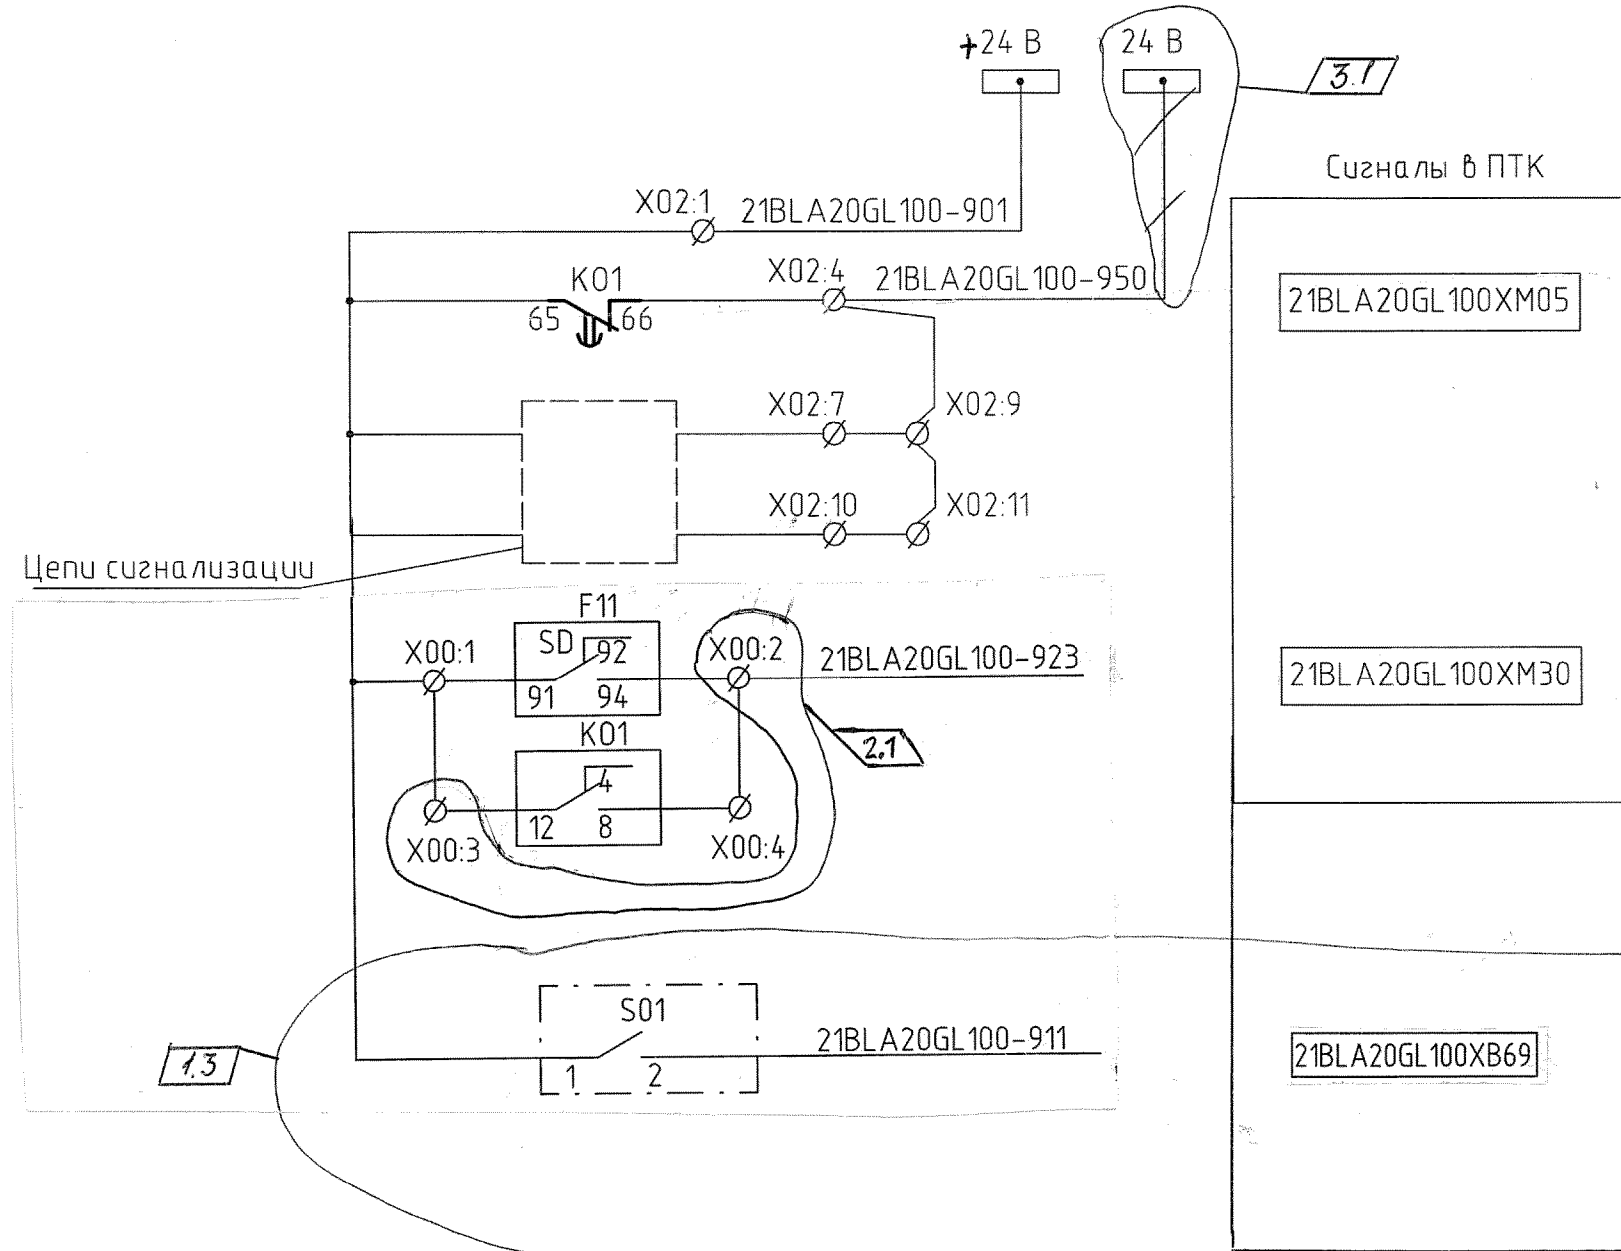 +24 В
24 В
3.1
Сигналы в ПТК
X02:1
21BLA20GL100-901
K01
65
66
X02:4
21BLA20GL100-950
21BLA20GL100XM05
X02:7
X02:9
X02:10
X02:11
Цепи сигнализации
F11
SD
92
91
94
X00:1
X00:2
21BLA20GL100-923
21BLA20GL100XM30
K01
4
12
8
X00:3
X00:4
2.1
S01
1
2
21BLA20GL100-911
21BLA20GL100XB69
1.3